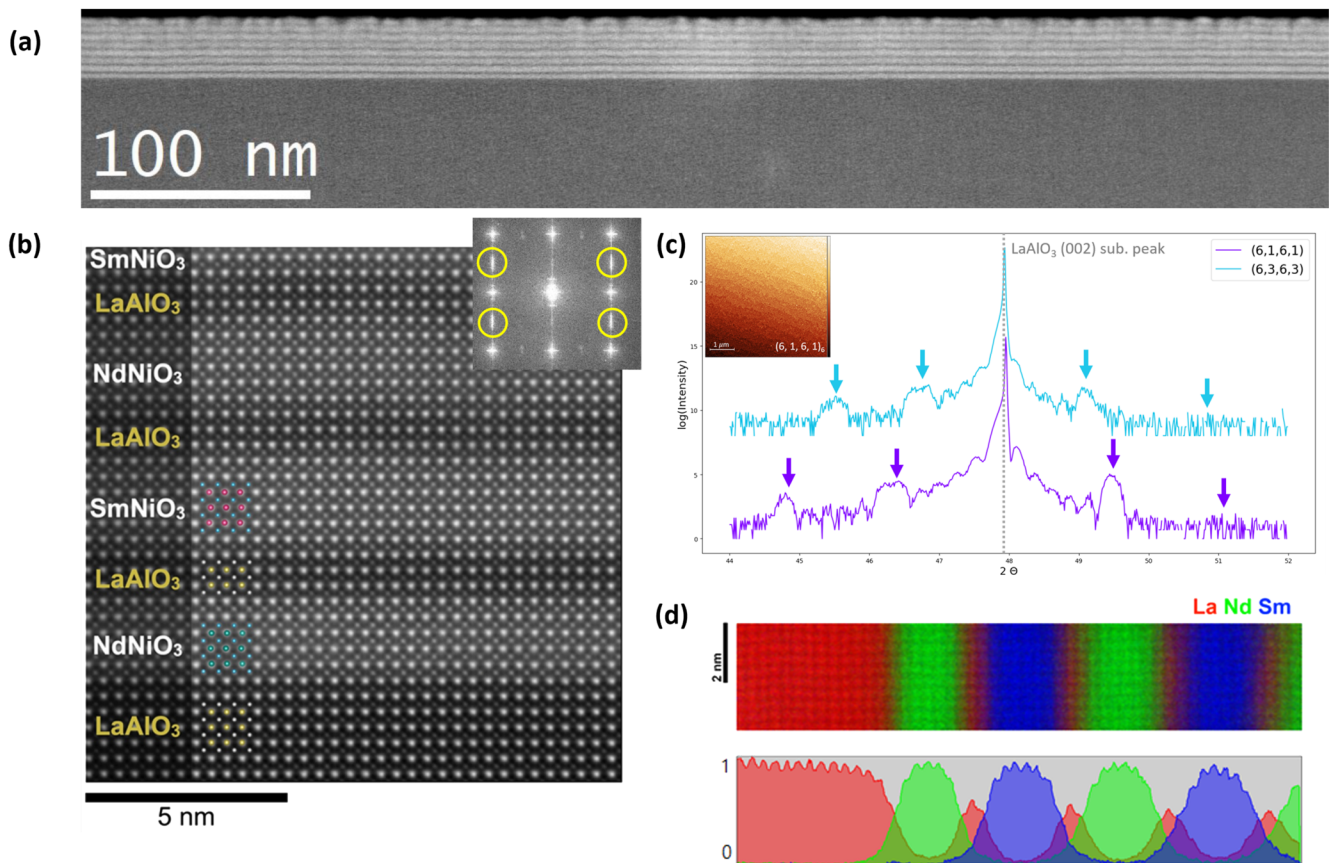 (a)
100 nm
(b)
SmNiO₃
LaAlO₃
NdNiO₃
LaAlO₃
SmNiO₃
LaAlO₃
NdNiO₃
LaAlO₃
5 nm
(c)
LaAlO₃ (002) sub. peak
(6,1,6,1)
(6,3,6,3)
1 μm
(6, 1, 6, 1)₆
log(Intensity)
20
15
10
5
0
44 45 46 47 48 49 50 51 52
2 Θ
(d)
La Nd Sm
2 nm
1
0